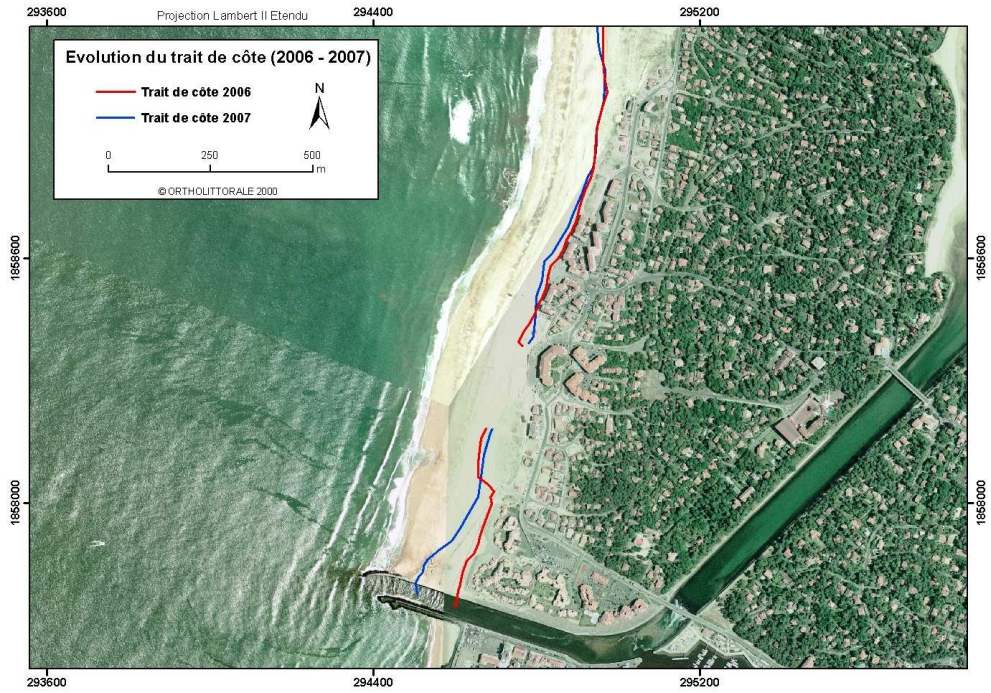 293600
294400
295200
Projection Lambert II Etendu
Evolution du trait de côte (2006 - 2007)
Trait de côte 2006
Trait de côte 2007
N
0 250 500
m
© ORTHOLITTORALE 2000
1858600
1858600
1858000
1858000
293600
294400
295200